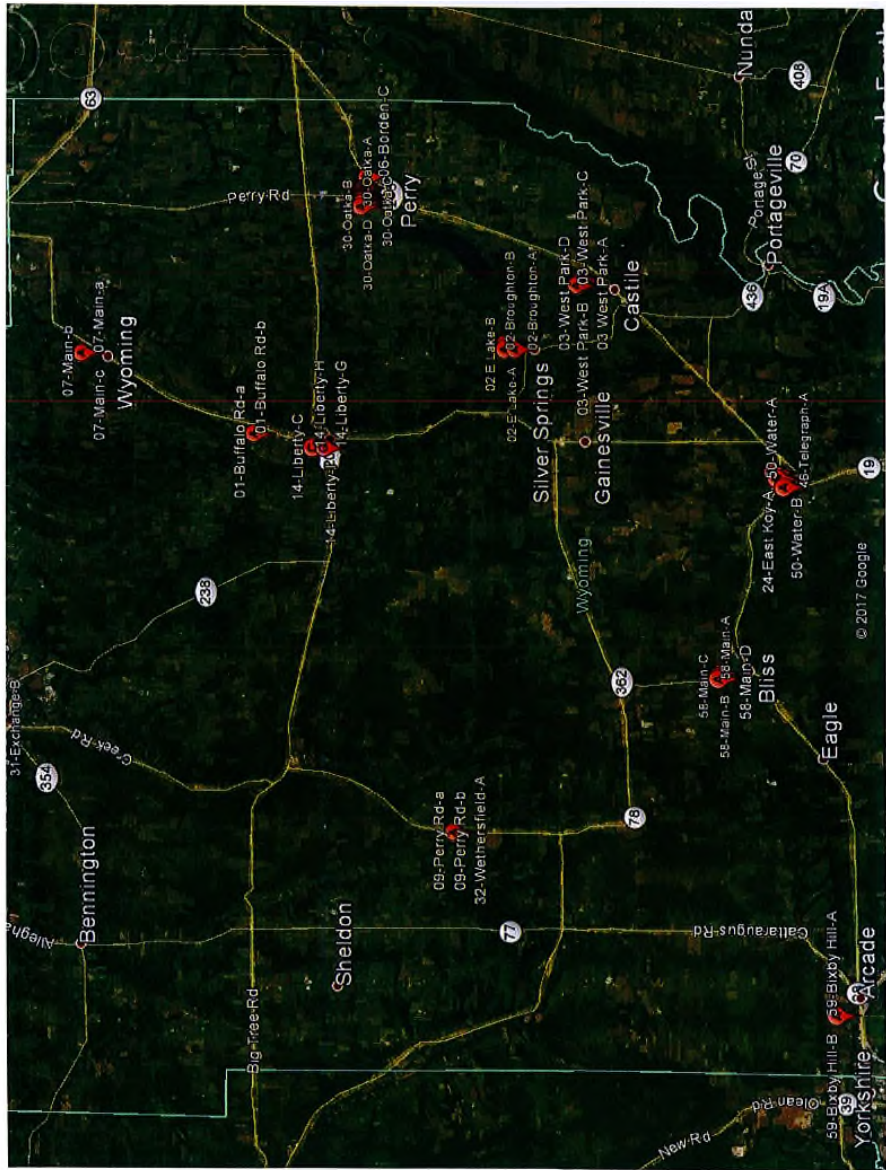 63
Perry Rd
30-Oatka-B
30-Oatka-A
30-Oatka-D
06-Borden-C
Perry
07-Main-b
07-Main-a
07-Main-c
Wyoming
01-Buffalo Rd-a
01-Buffalo Rd-b
14-Liberty-C
14-Liberty-H
14-Liberty-G
238
31-Exchange-B
354
Creek Rd
Bennington
Allegha
Big Tree Rd
Sheldon
77
09-Perry Rd-a
09-Perry Rd-b
32-Wethersfield-A
78
362
Wyoming
Silver Springs
02 E Lake-B
02 E Lake-A
02-Broughton-B
02-Broughton-A
Gainesville
03-West Park-D
03-West Park-C
03-West Park-B
03 West Park-A
Castile
Nunda
408
70
Portage St
Portageville
436
19A
24-East Koy-A
50-Water-A
50-Water-B
46-Telegraph-A
19
58-Main-C
58-Main-A
58-Main-B
58-Main-D
Bliss
Eagle
Cattaraugus Rd
59-Bixby Hill-A
59-Bixby Hill-B
Arcade
Yorkshire
39
Olean Rd
New Rd
© 2017 Google